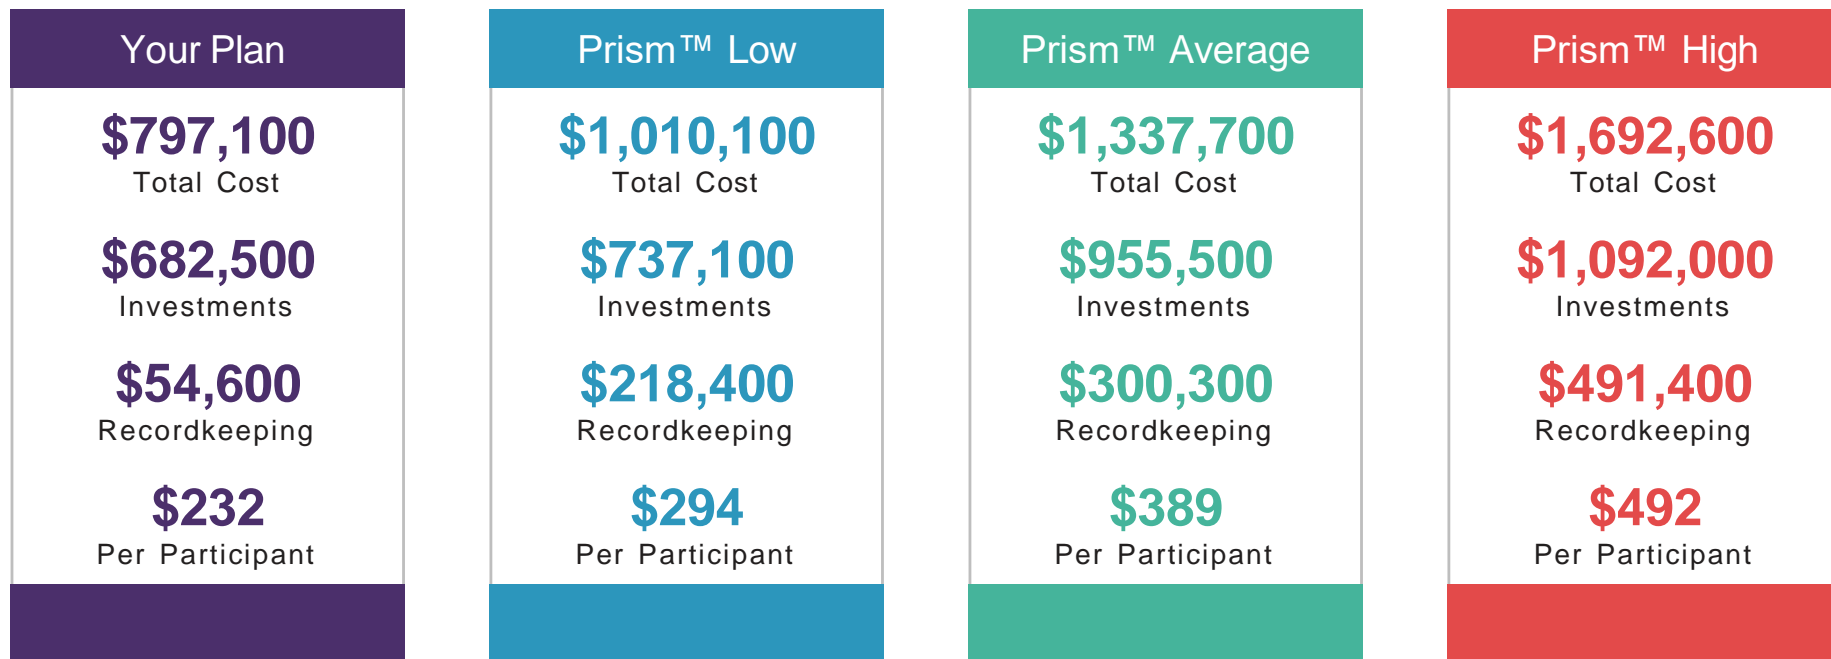 Your Plan
$797,100
Total Cost
$682,500
Investments
$54,600
Recordkeeping
$232
Per Participant
Prism™ Low
$1,010,100
Total Cost
$737,100
Investments
$218,400
Recordkeeping
$294
Per Participant
Prism™ Average
$1,337,700
Total Cost
$955,500
Investments
$300,300
Recordkeeping
$389
Per Participant
Prism™ High
$1,692,600
Total Cost
$1,092,000
Investments
$491,400
Recordkeeping
$492
Per Participant